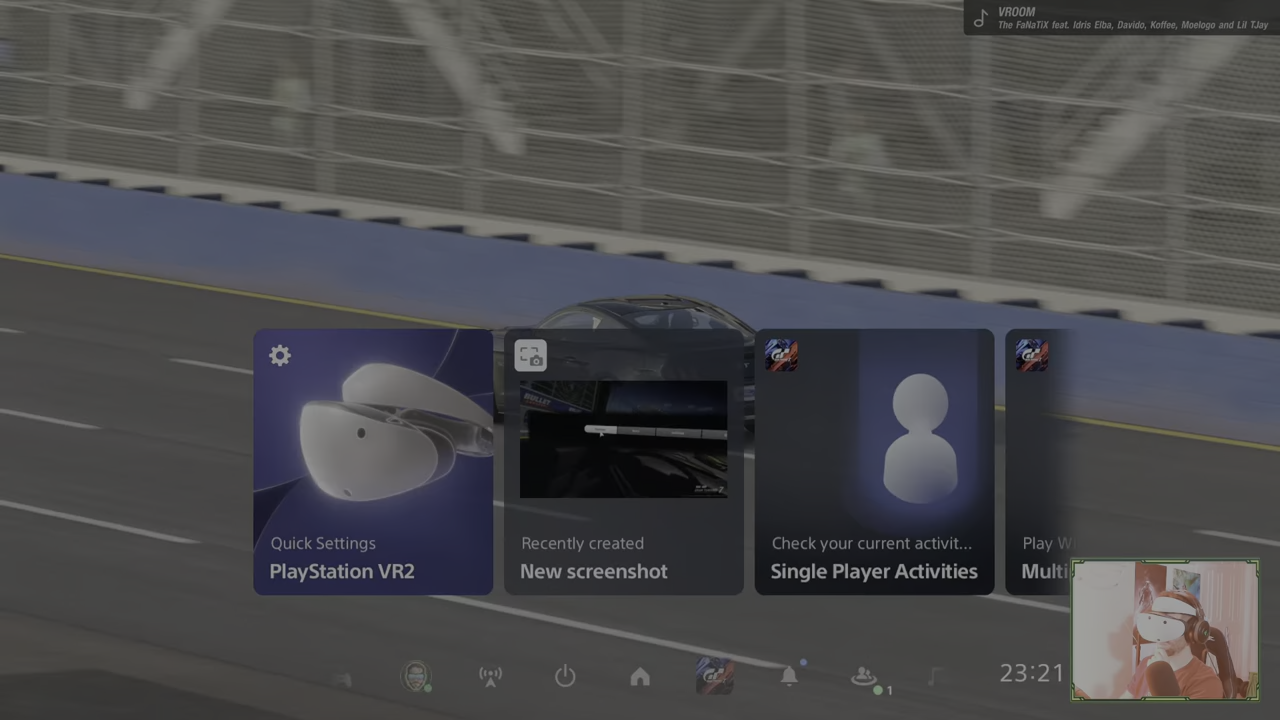 VROOM
The FaNaTiX feat. Idris Elba, Davido, Koffee, Moelogo and Lil TJay
Quick Settings
PlayStation VR2
Recently created
New screenshot
Check your current activit...
Single Player Activities
Play W
Multi
1
23:21